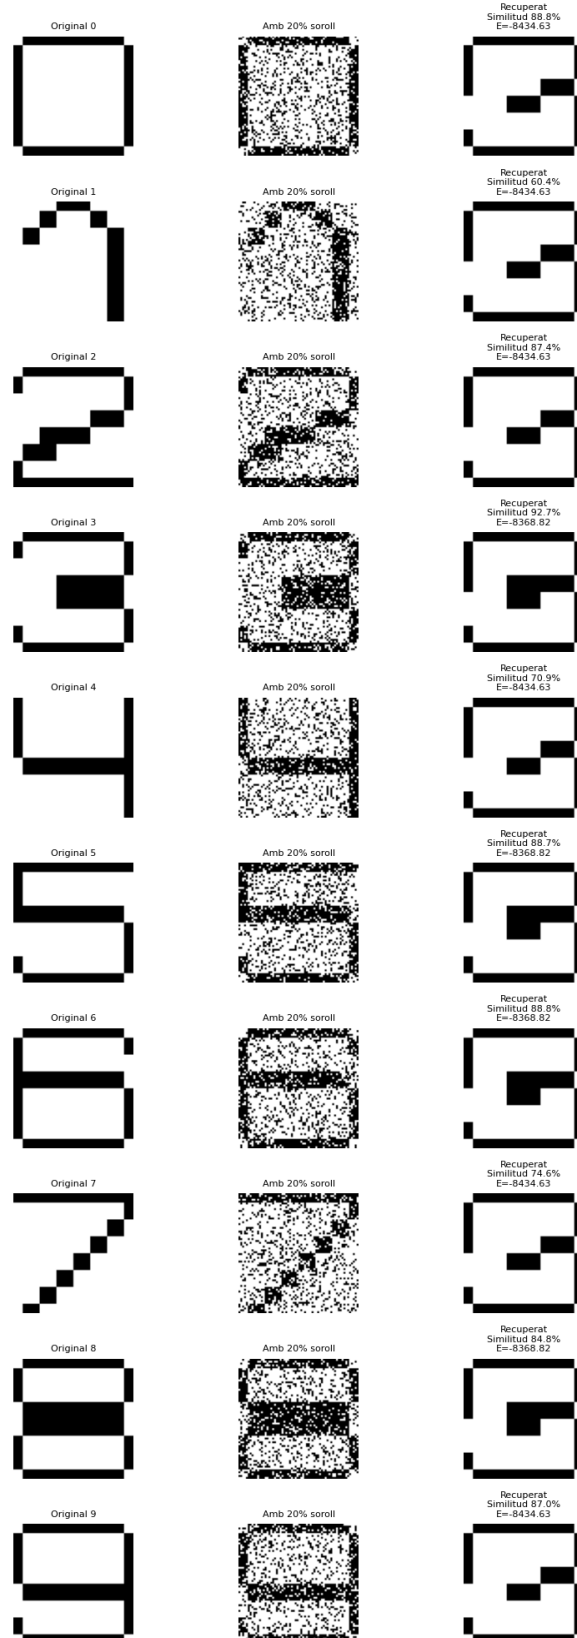 Original 0
Amb 20% soroll
Recuperat
Similitud 88.8%
E=-8434.63
Original 1
Amb 20% soroll
Recuperat
Similitud 60.4%
E=-8434.63
Original 2
Amb 20% soroll
Recuperat
Similitud 87.4%
E=-8434.63
Original 3
Amb 20% soroll
Recuperat
Similitud 92.7%
E=-8368.82
Original 4
Amb 20% soroll
Recuperat
Similitud 70.9%
E=-8434.63
Original 5
Amb 20% soroll
Recuperat
Similitud 88.7%
E=-8368.82
Original 6
Amb 20% soroll
Recuperat
Similitud 88.8%
E=-8368.82
Original 7
Amb 20% soroll
Recuperat
Similitud 74.6%
E=-8434.63
Original 8
Amb 20% soroll
Recuperat
Similitud 84.8%
E=-8368.82
Original 9
Amb 20% soroll
Recuperat
Similitud 87.0%
E=-8434.63